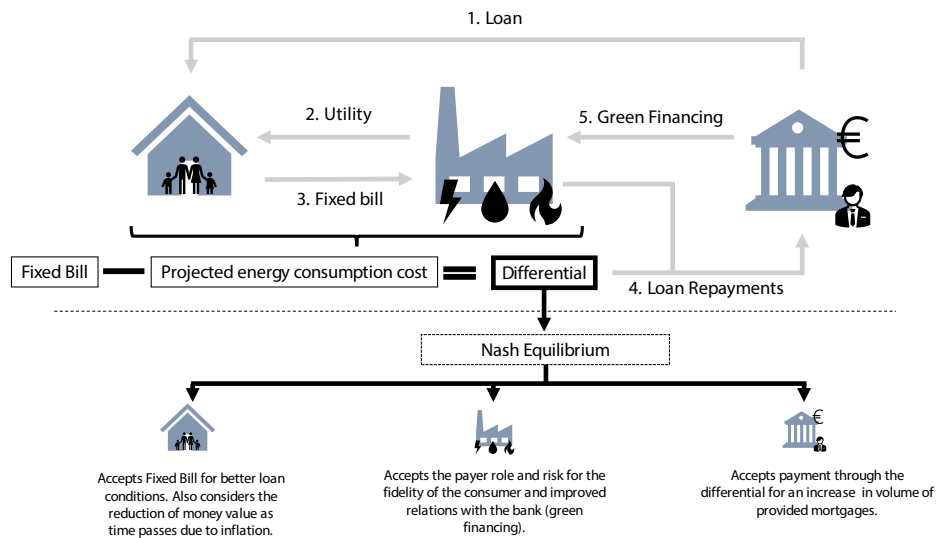 1. Loan
2. Utility
5. Green Financing
€
3. Fixed bill
Fixed Bill
Projected energy consumption cost
Differential
4. Loan Repayments
Nash Equilibrium
€
Accepts Fixed Bill for better loan
conditions. Also considers the
reduction of money value as
time passes due to inflation.
Accepts the payer role and risk for the
fidelity of the consumer and improved
relations with the bank (green
financing).
Accepts payment through the
differential for an increase in volume of
provided mortgages.